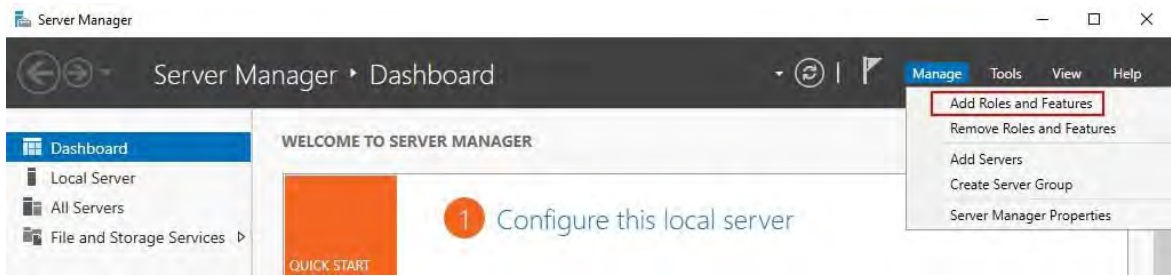 Server Manager
Server Manager ‣ Dashboard
Manage Tools View Help
Add Roles and Features
Remove Roles and Features
Add Servers
Create Server Group
Server Manager Properties
Dashboard
Local Server
All Servers
File and Storage Services
WELCOME TO SERVER MANAGER
1 Configure this local server
QUICK START